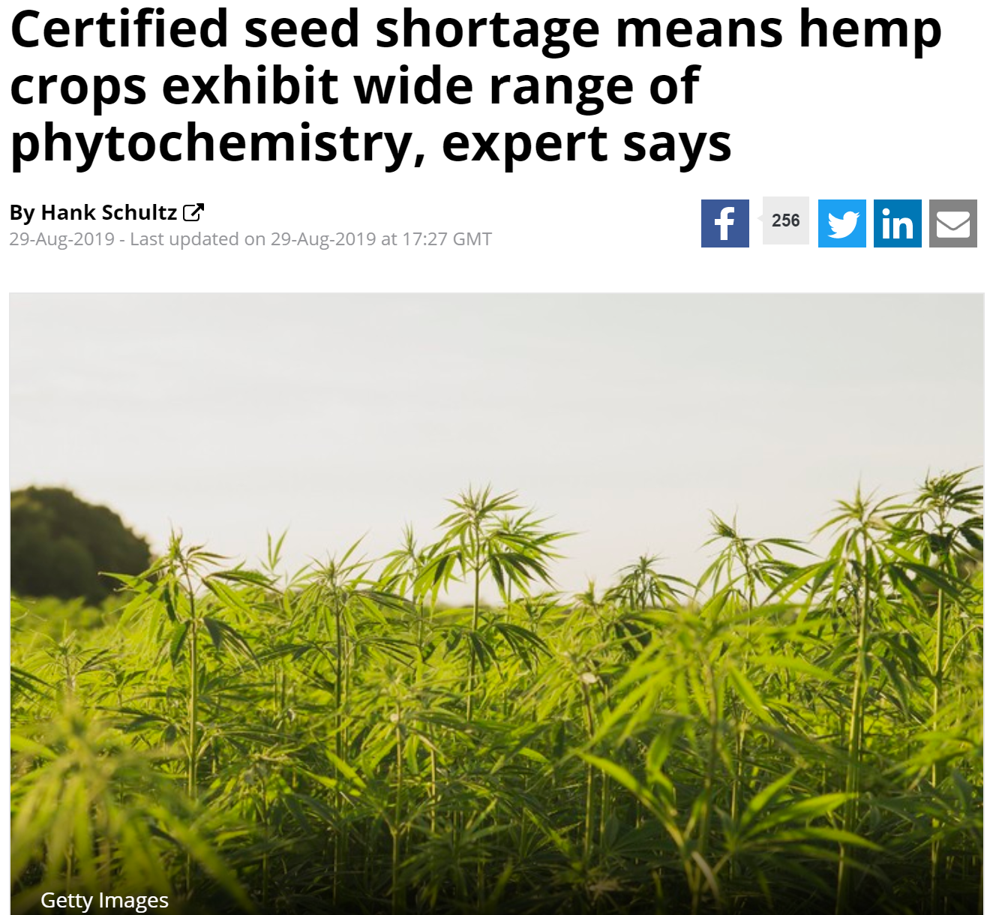 Certified seed shortage means hemp
crops exhibit wide range of
phytochemistry, expert says
By Hank Schultz
29-Aug-2019 - Last updated on 29-Aug-2019 at 17:27 GMT
f
256
in
Getty Images